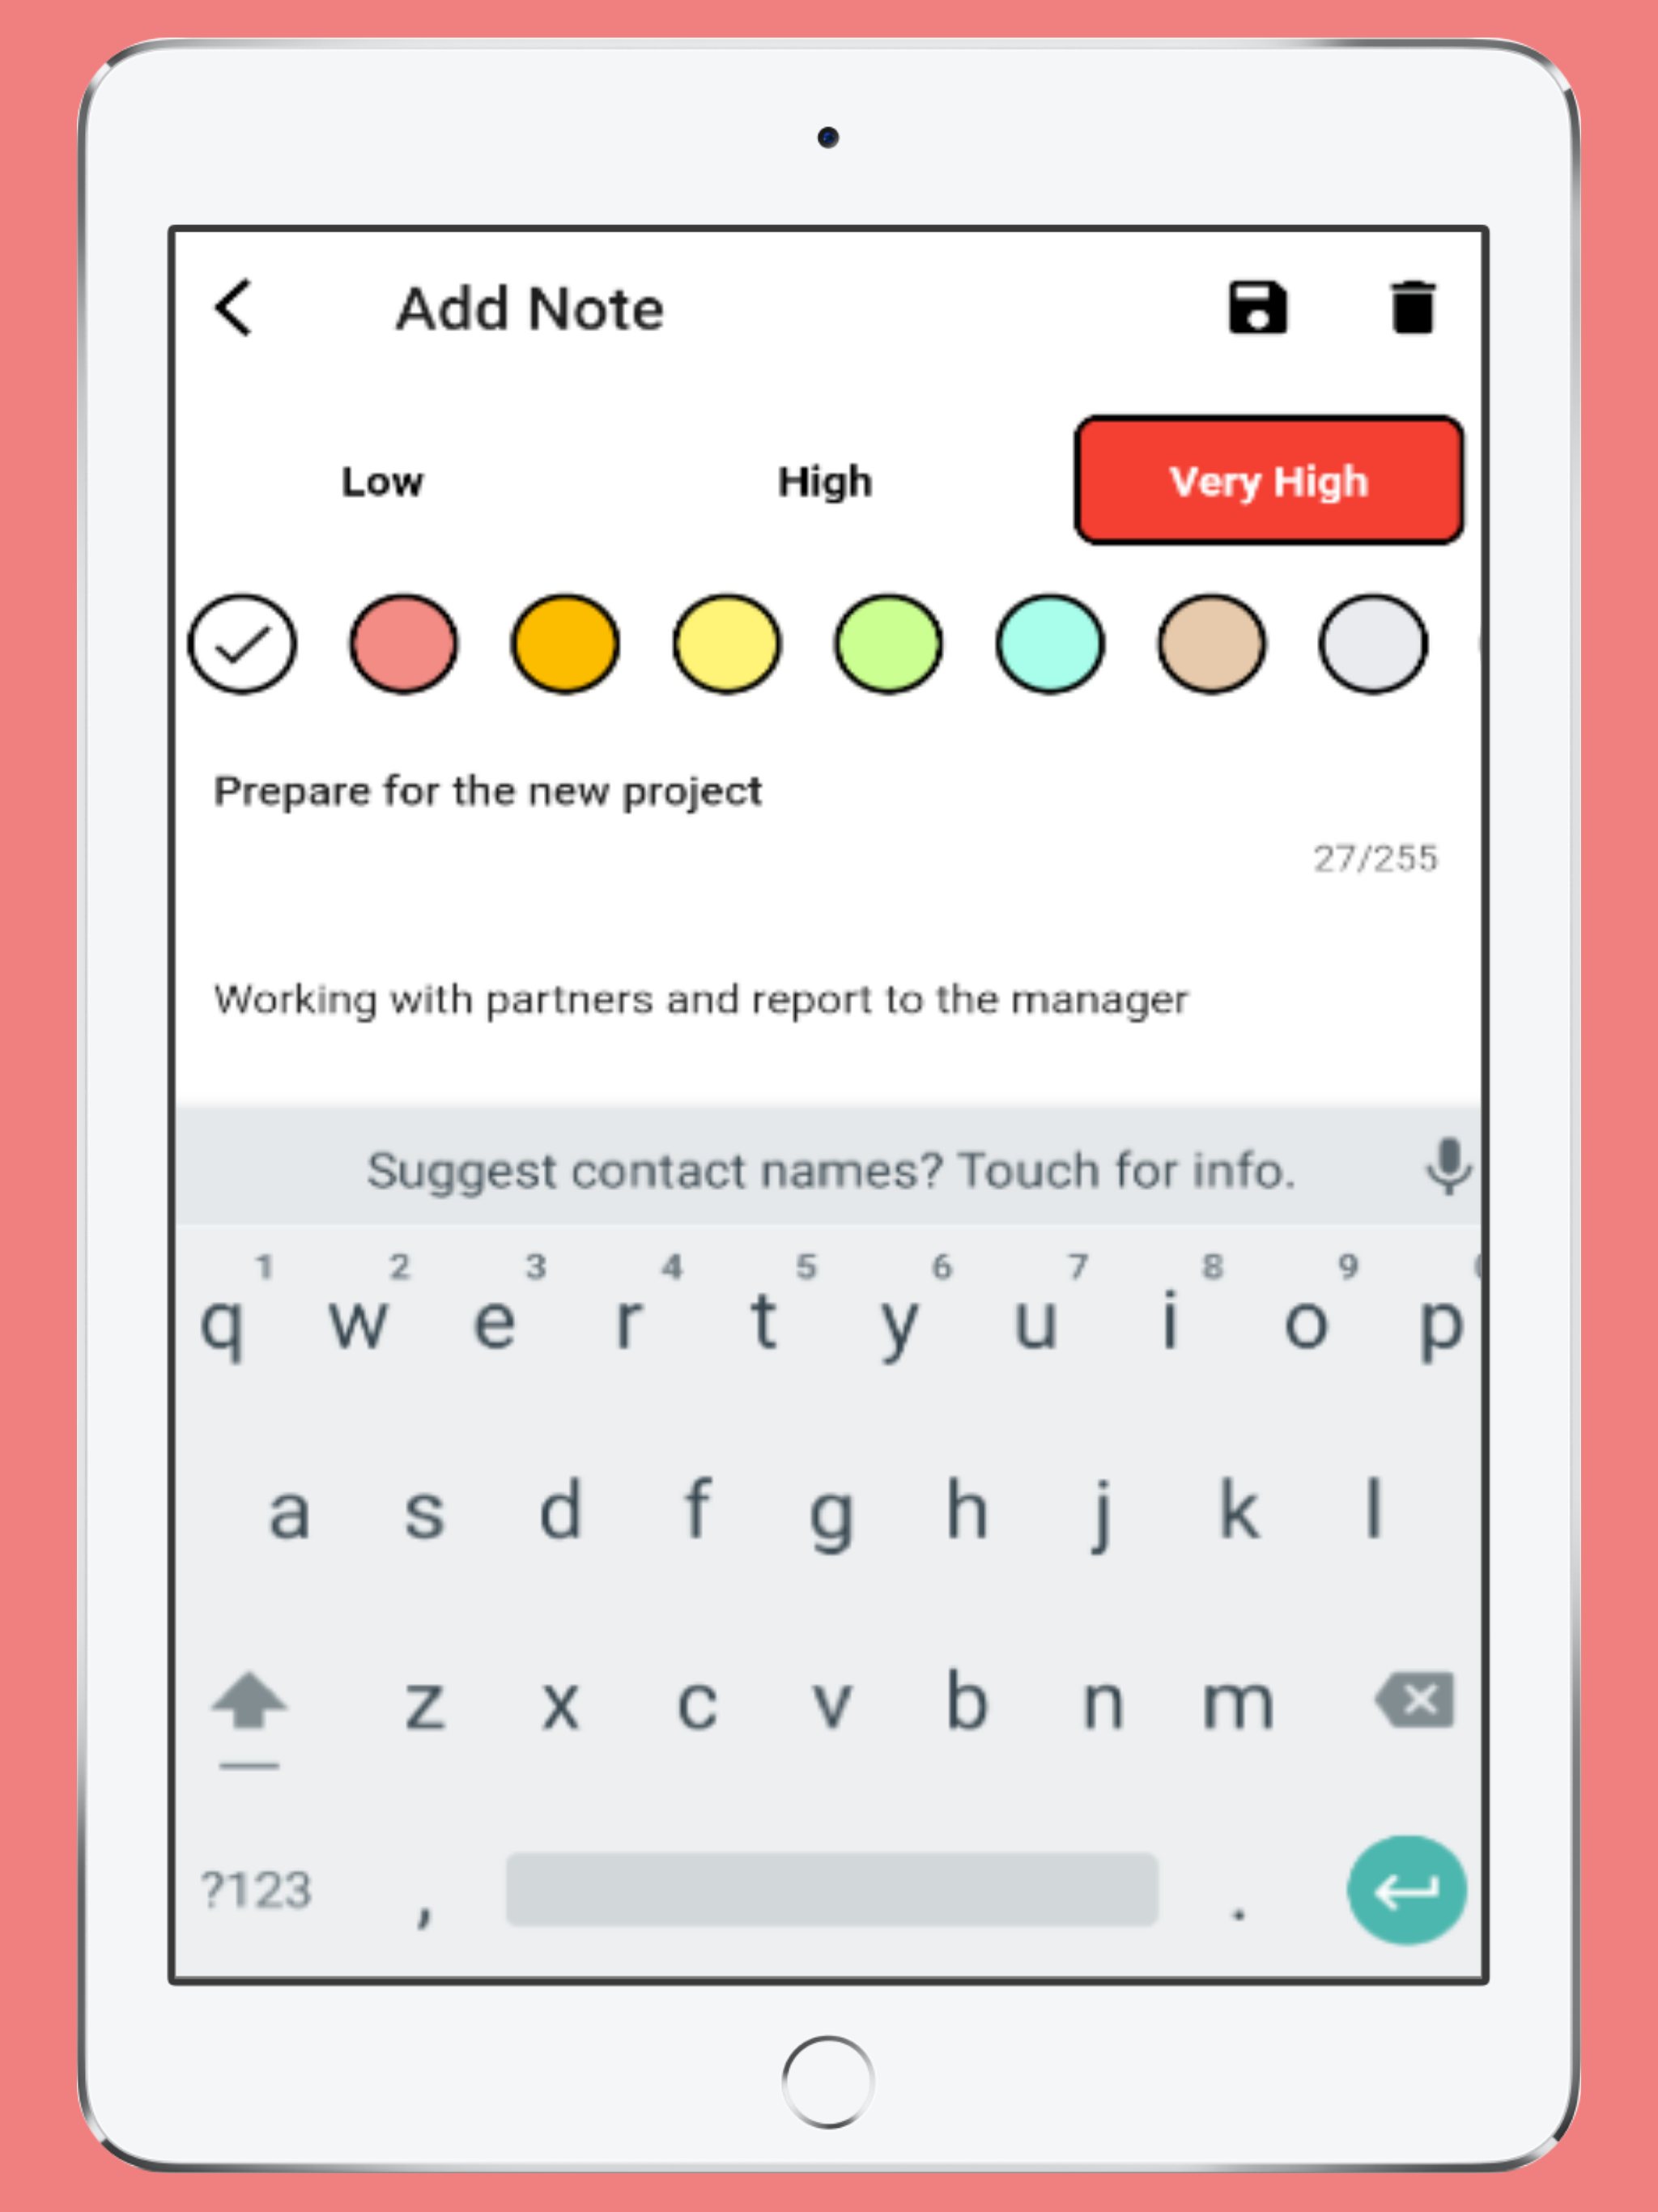 Add Note
Low High Very High
Prepare for the new project
27/255
Working with partners and report to the manager
Suggest contact names? Touch for info.
1 2 3 4 5 6 7 8 9
q w e r t y u i o p
a s d f g h j k l
z x c v b n m
?123 , .